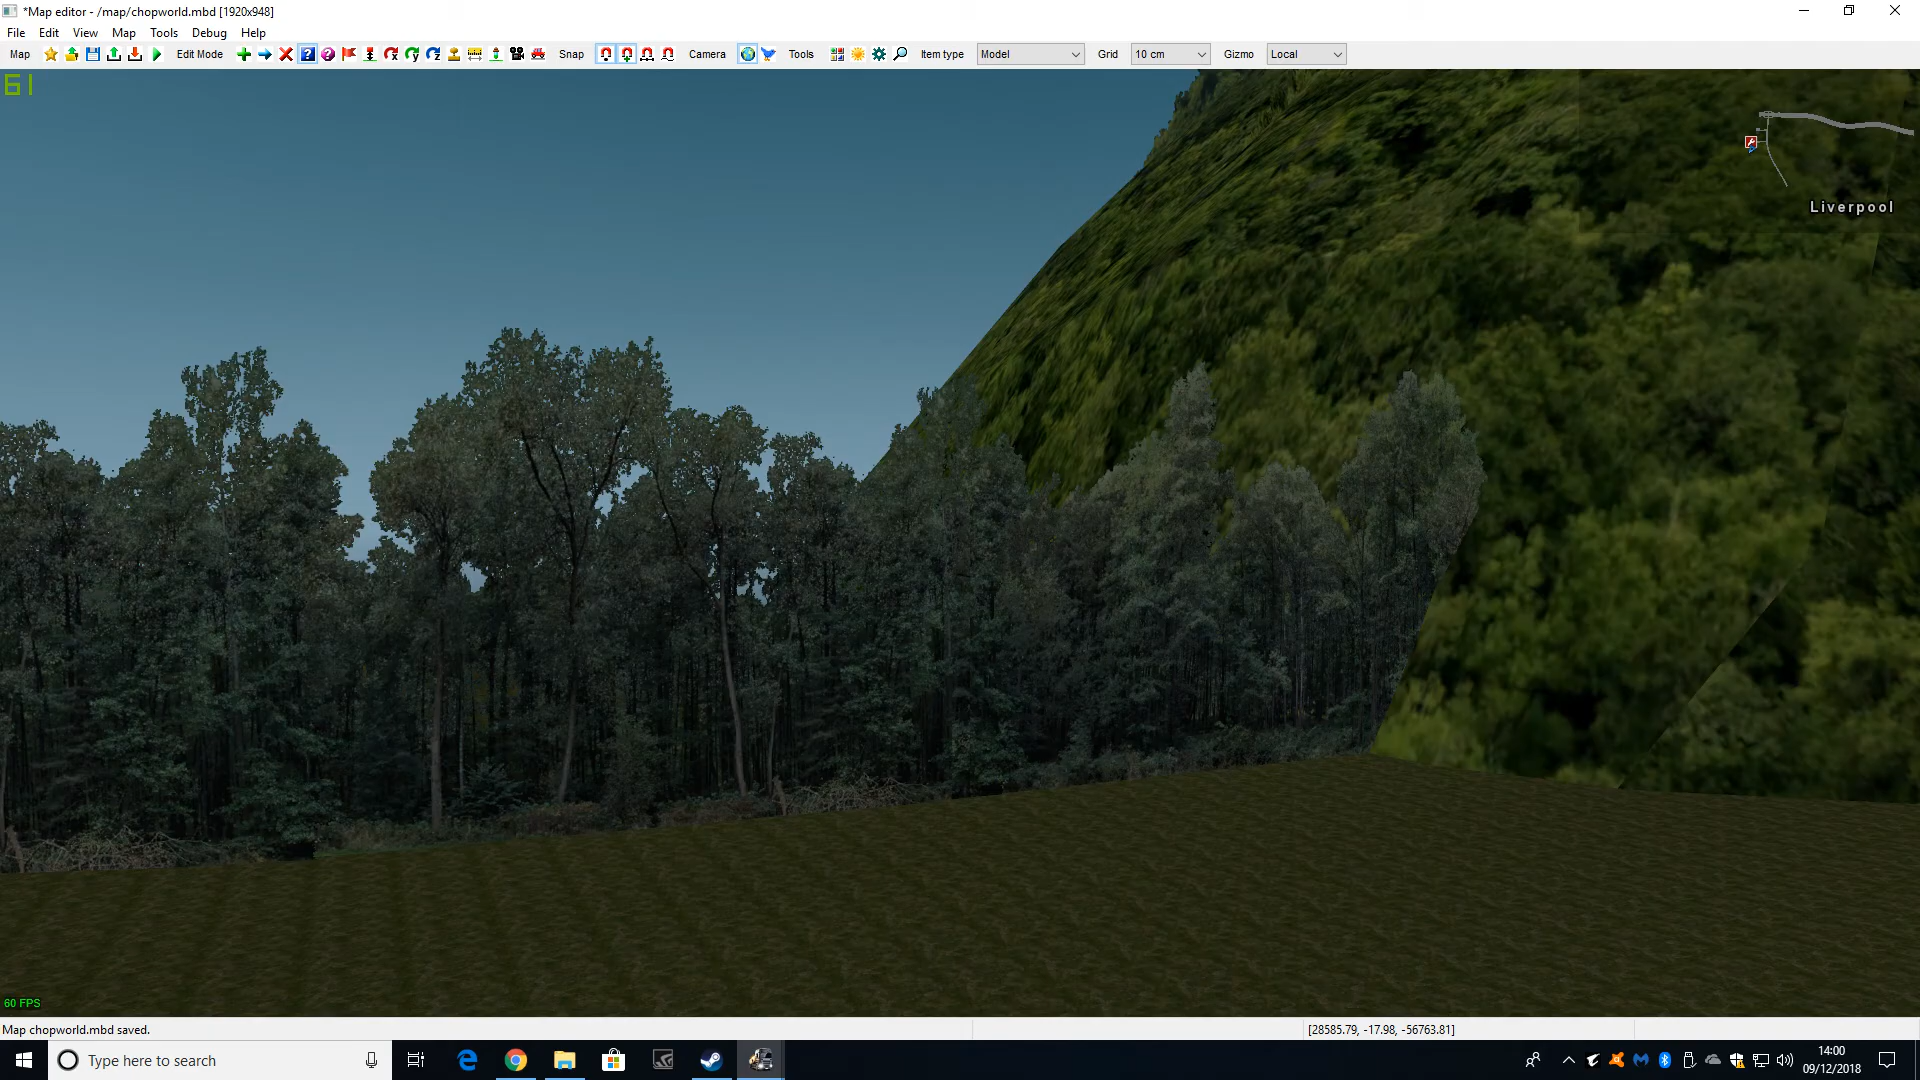 *Map editor - /map/chopworld.mbd [1920x948]
File Edit View Map Tools Debug Help
Map Edit Mode Snap Camera Tools Item type Model Grid 10 cm Gizmo Local
61
Liverpool
60 FPS
Map chopworld.mbd saved. [28585.79, -17.98, -56763.81]
Type here to search
14:00
09/12/2018